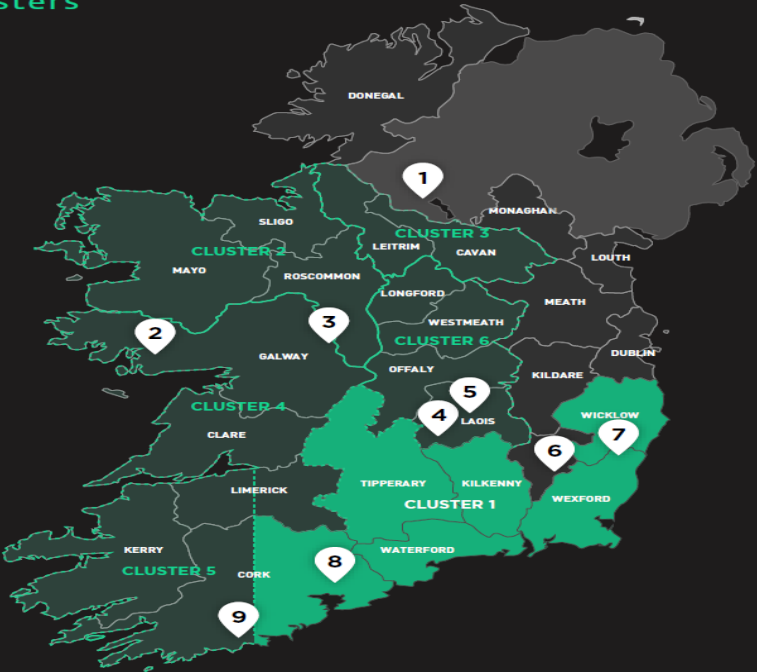 DONEGAL
1
MONAGHAN
SLIGO
CLUSTER 3
CLUSTER 2
LEITRIM
CAVAN
LOUTH
MAYO
ROSCOMMON
LONGFORD
MEATH
2
3
WESTMEATH
CLUSTER 6
GALWAY
DUBLIN
OFFALY
KILDARE
5
CLUSTER 4
4
LAOIS
WICKLOW
7
CLARE
6
TIPPERARY
KILKENNY
LIMERICK
WEXFORD
CLUSTER 1
KERRY
WATERFORD
8
CLUSTER 5
CORK
9